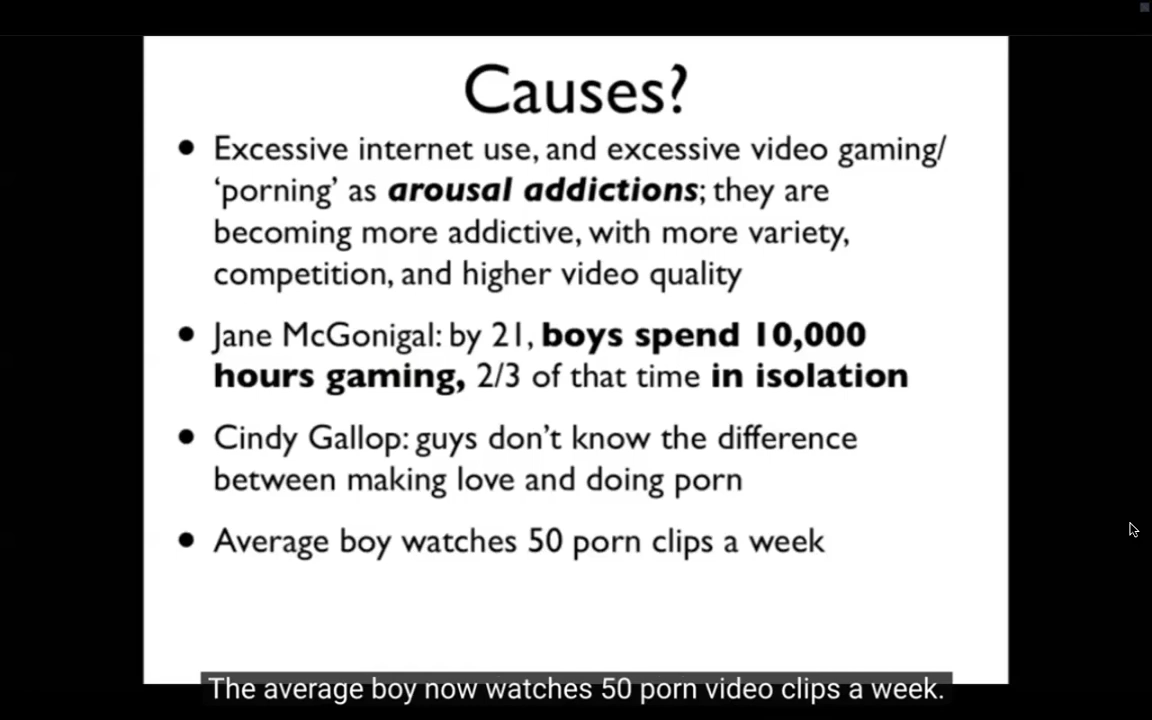 Causes?
• Excessive internet use, and excessive video gaming/
‘porning’ as arousal addictions; they are
becoming more addictive, with more variety,
competition, and higher video quality
• Jane McGonigal: by 21, boys spend 10,000
hours gaming, 2/3 of that time in isolation
• Cindy Gallop: guys don’t know the difference
between making love and doing porn
• Average boy watches 50 porn clips a week
The average boy now watches 50 porn video clips a week.